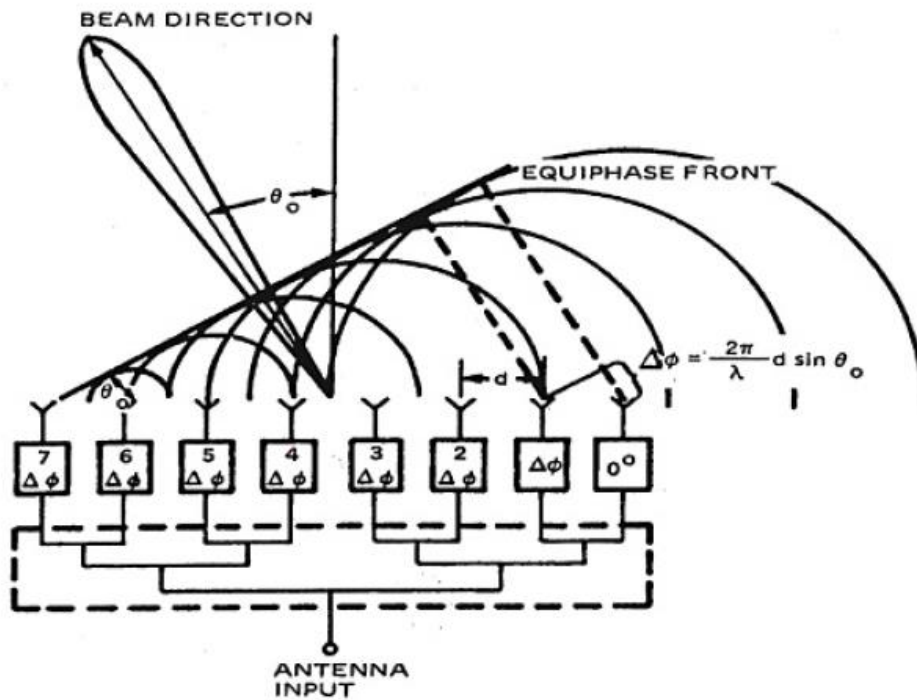 BEAM DIRECTION
θo
EQUIPHASE FRONT
θo
d
Δϕ = 2π/λ d sin θo
7 Δϕ
6 Δϕ
5 Δϕ
4 Δϕ
3 Δϕ
2 Δϕ
Δϕ
0°
ANTENNA
INPUT